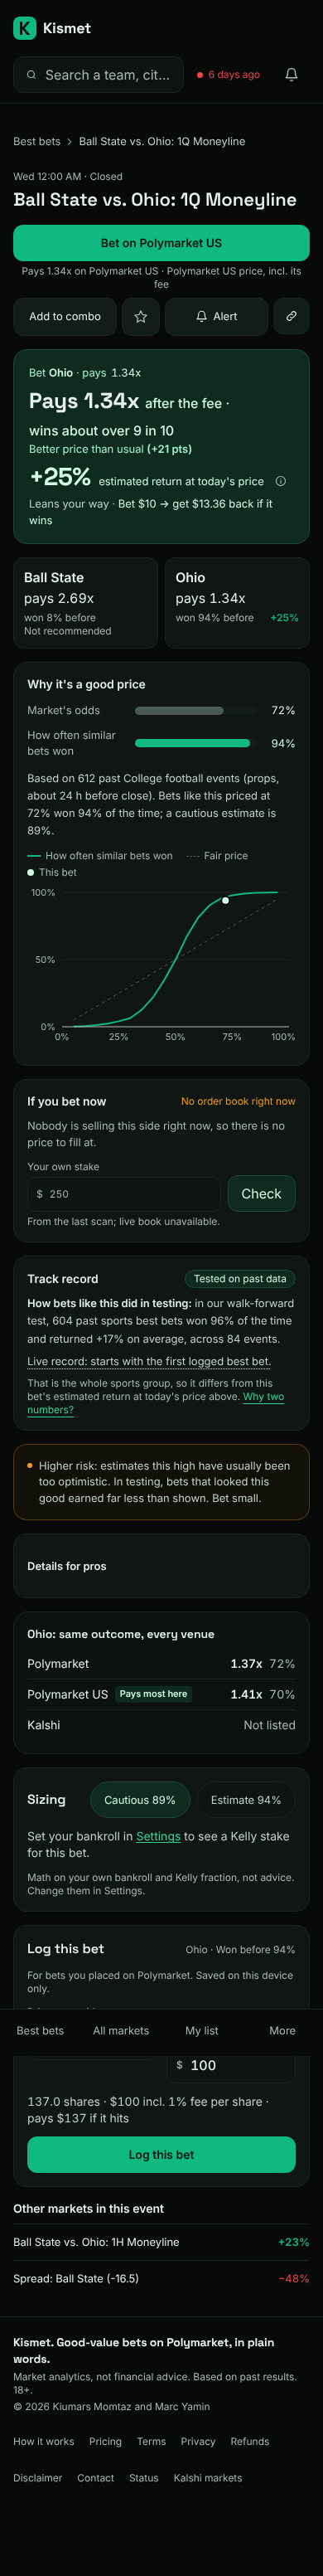 Kismet
Search a team, cit...
6 days ago
Best bets > Ball State vs. Ohio: 1Q Moneyline
Wed 12:00 AM · Closed
Ball State vs. Ohio: 1Q Moneyline
Bet on Polymarket US
Pays 1.34x on Polymarket US · Polymarket US price, incl. its
fee
Add to combo
Alert
Bet Ohio · pays 1.34x
Pays 1.34x after the fee ·
wins about over 9 in 10
Better price than usual (+21 pts)
+25% estimated return at today's price
Leans your way · Bet $10 → get $13.36 back if it
wins
Ball State
pays 2.69x
won 8% before
Not recommended
Ohio
pays 1.34x
won 94% before +25%
Why it's a good price
Market's odds 72%
How often similar
bets won
94%
Based on 612 past College football events (props,
about 24 h before close). Bets like this priced at
72% won 94% of the time; a cautious estimate is
89%.
How often similar bets won
Fair price
This bet
100%
50%
0%
0% 25% 50% 75% 100%
If you bet now
No order book right now
Nobody is selling this side right now, so there is no
price to fill at.
Your own stake
$ 250
Check
From the last scan; live book unavailable.
Track record
Tested on past data
How bets like this did in testing: in our walk-forward
test, 604 past sports best bets won 96% of the time
and returned +17% on average, across 84 events.
Live record: starts with the first logged best bet.
That is the whole sports group, so it differs from this
bet's estimated return at today's price above. Why two
numbers?
Higher risk: estimates this high have usually been
too optimistic. In testing, bets that looked this
good earned far less than shown. Bet small.
Details for pros
Ohio: same outcome, every venue
Polymarket 1.37x 72%
Polymarket US Pays most here 1.41x 70%
Kalshi Not listed
Sizing
Cautious 89%
Estimate 94%
Set your bankroll in Settings to see a Kelly stake
for this bet.
Math on your own bankroll and Kelly fraction, not advice.
Change them in Settings.
Log this bet
Ohio · Won before 94%
For bets you placed on Polymarket. Saved on this device
only.
Best bets
All markets
My list
More
$ 100
137.0 shares · $100 incl. 1% fee per share ·
pays $137 if it hits
Log this bet
Other markets in this event
Ball State vs. Ohio: 1H Moneyline +23%
Spread: Ball State (-16.5) −48%
Kismet. Good-value bets on Polymarket, in plain
words.
Market analytics, not financial advice. Based on past results.
18+.
© 2026 Kiumars Momtaz and Marc Yamin
How it works
Pricing
Terms
Privacy
Refunds
Disclaimer
Contact
Status
Kalshi markets